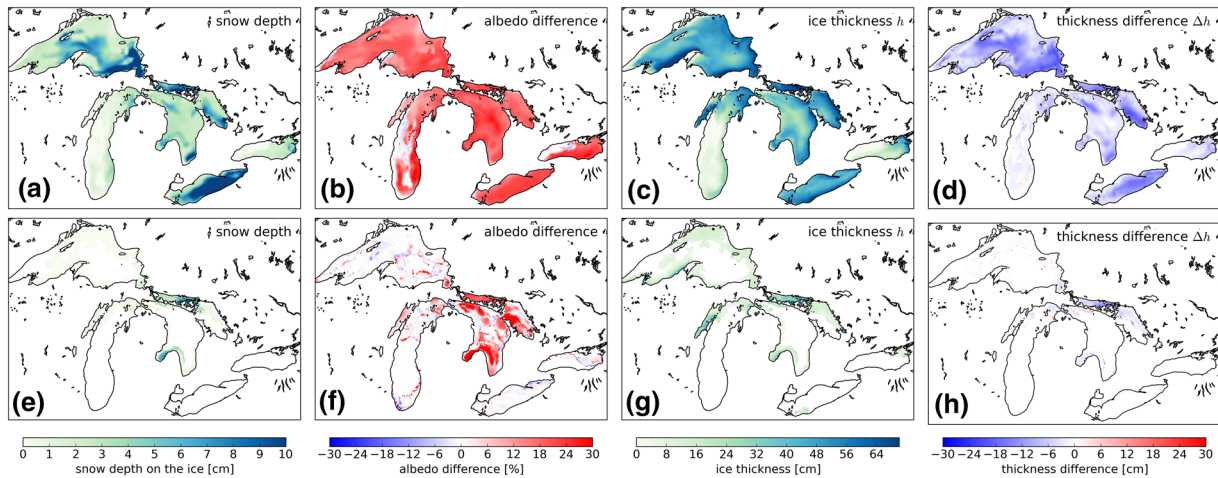 snow depth
albedo difference
ice thickness h
thickness difference Δh
(a)
(b)
(c)
(d)
snow depth
albedo difference
ice thickness h
thickness difference Δh
(e)
(f)
(g)
(h)
0 1 2 3 4 5 6 7 8 9 10
snow depth on the ice [cm]
−30 −24 −18 −12 −6 0 6 12 18 24 30
albedo difference [%]
0 8 16 24 32 40 48 56 64
ice thickness [cm]
−30 −24 −18 −12 −6 0 6 12 18 24 30
thickness difference [cm]